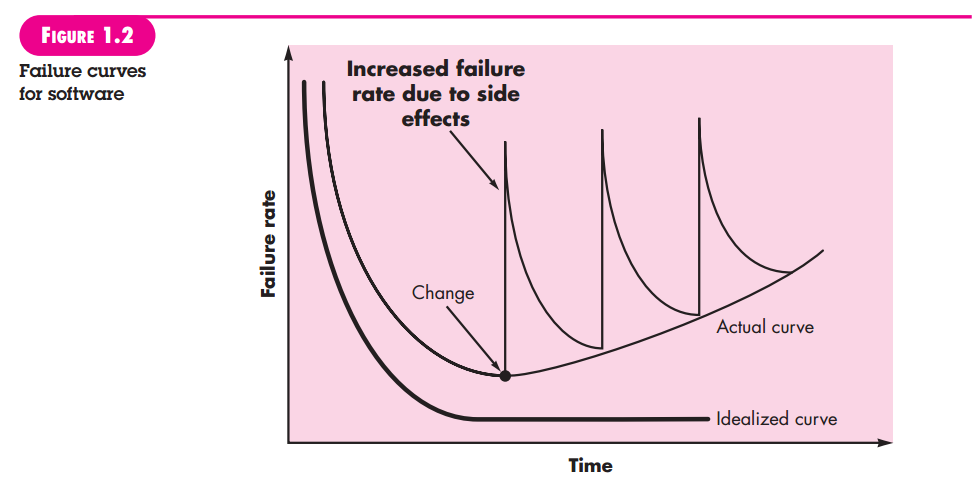 FIGURE 1.2
Failure curves
for software
Increased failure
rate due to side
effects
Failure rate
Change
Actual curve
Idealized curve
Time